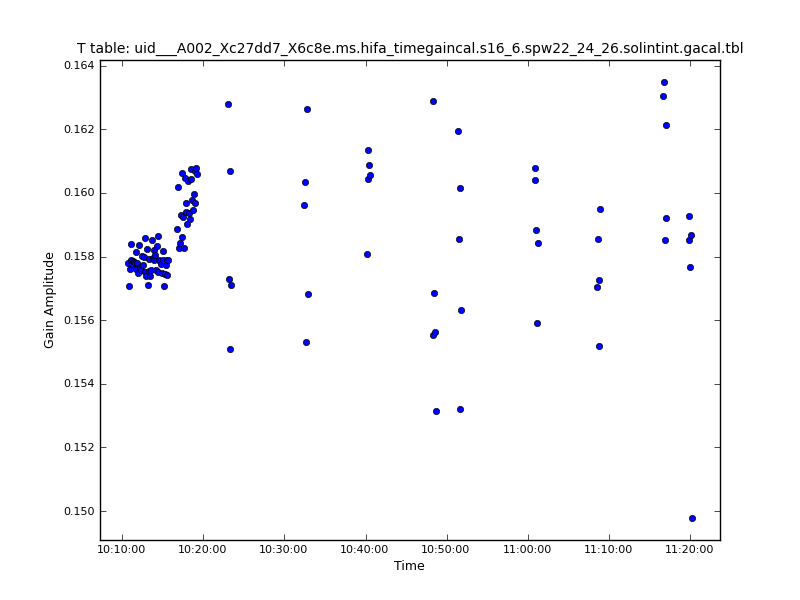 T table: uid___A002_Xc27dd7_X6c8e.ms.hifa_timegaincal.s16_6.spw22_24_26.solintint.gacal.tbl
0.164
0.162
0.160
0.158
0.156
0.154
0.152
0.150
Gain Amplitude
10:10:00 10:20:00 10:30:00 10:40:00 10:50:00 11:00:00 11:10:00 11:20:00
Time